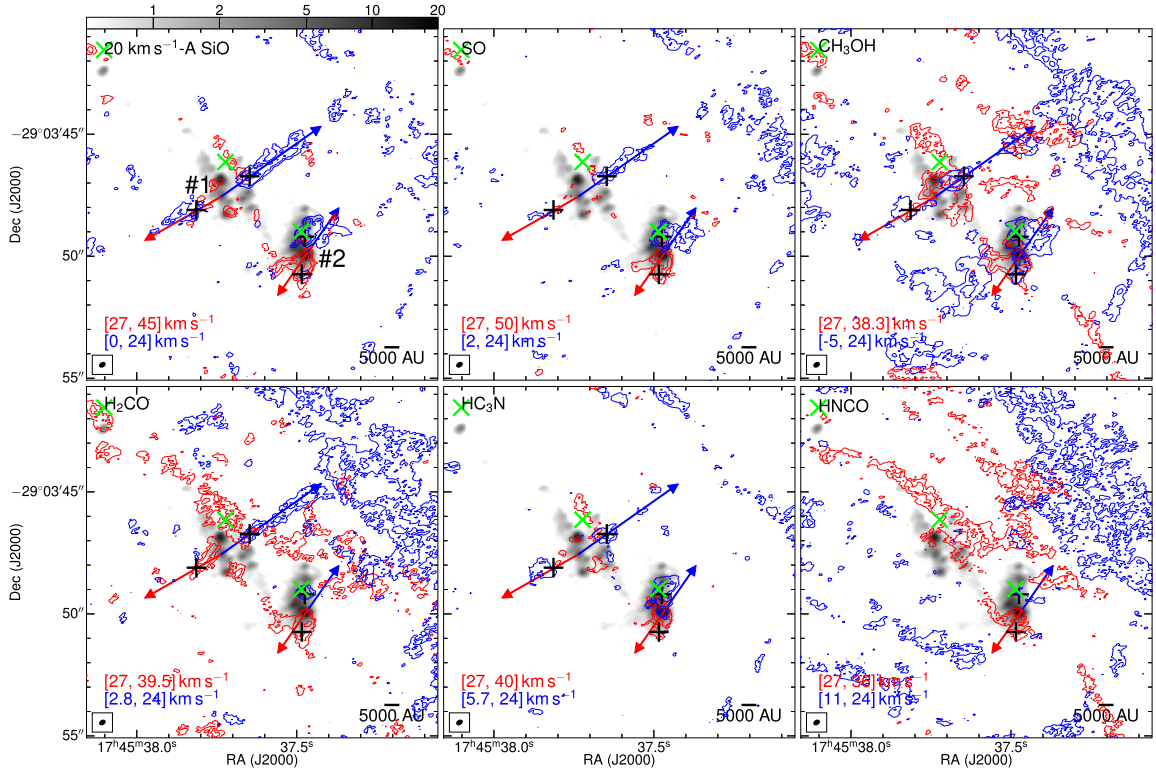 1 2 5 10 20
20 km s⁻¹-A SiO
SO
CH₃OH
−29°03′45″
#1
#2
Dec (J2000)
50″
[27, 45] km s⁻¹
[0, 24] km s⁻¹
5000 AU
[27, 50] km s⁻¹
[2, 24] km s⁻¹
5000 AU
[27, 38.3] km s⁻¹
[-5, 24] km s⁻¹
5000 AU
55″
H₂CO
HC₃N
HNCO
−29°03′45″
Dec (J2000)
50″
[27, 39.5] km s⁻¹
[2.8, 24] km s⁻¹
5000 AU
[27, 40] km s⁻¹
[5.7, 24] km s⁻¹
5000 AU
km s⁻¹
[11, 24] km s⁻¹
5000 AU
55″
17ʰ45ᵐ38.0ˢ 37.5ˢ
RA (J2000)
17ʰ45ᵐ38.0ˢ 37.5ˢ
RA (J2000)
17ʰ45ᵐ38.0ˢ 37.5ˢ
RA (J2000)